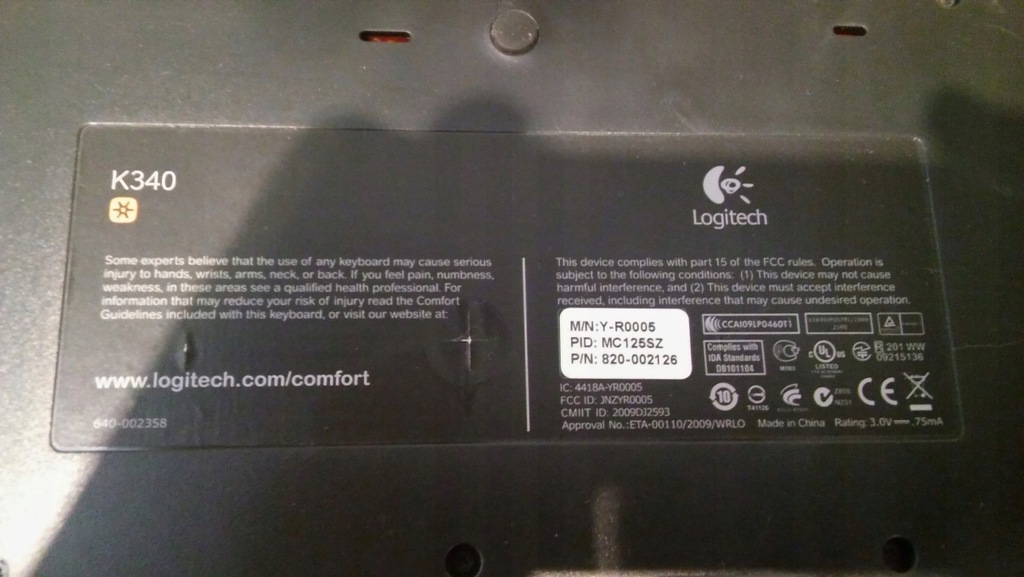 K340
Some experts believe that the use of any keyboard may cause serious
injury to hands, wrists, arms, neck, or back. If you feel pain, numbness,
weakness, in these areas see a qualified health professional. For
information that may reduce your risk of injury read the Comfort
Guidelines included with this keyboard, or visit our website at:
www.logitech.com/comfort
640-002358
Logitech
This device complies with part 15 of the FCC rules. Operation is
subject to the following conditions: (1) This device may not cause
harmful interference, and (2) This device must accept interference
received, including interference that may cause undesired operation.
M/N:Y-R0005
PID: MC125SZ
P/N: 820-002126
CCAI09LP0460T1
Complies with
IDA Standards
DB101104
UL
US
LISTED
R 201 WW
09215136
10
CE
IC: 4418A-YR0005
FCC ID: JNZYR0005
CMIIT ID: 2009DJ2593
Approval No.:ETA-00110/2009/WRLO Made in China Rating: 3.0V .75mA